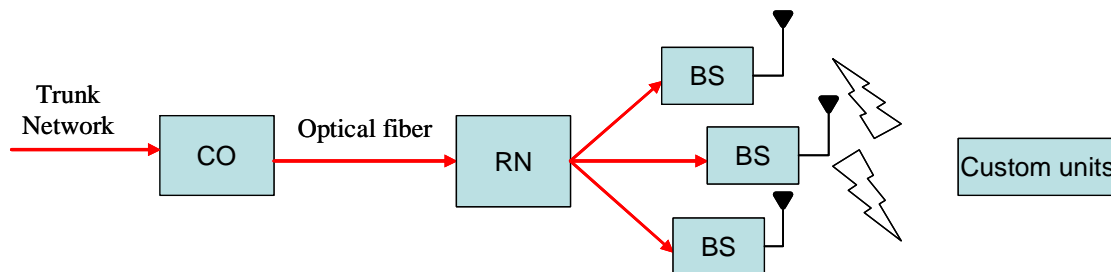 Trunk
Network
CO
Optical fiber
RN
BS
BS
BS
Custom units